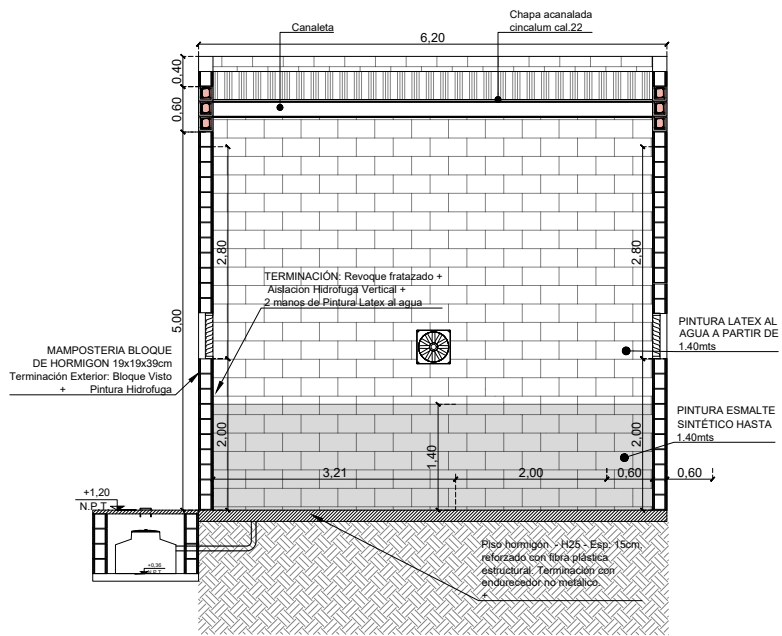 Chapa acanalada
cincalum cal.22
Canaleta
6,20
0,40
0,60
2,80
2,80
5,00
TERMINACIÓN: Revoque fratazado +
Aislacion Hidrofuga Vertical +
2 manos de Pintura Latex al agua
PINTURA LATEX AL
AGUA A PARTIR DE
1.40mts
MAMPOSTERIA BLOQUE
DE HORMIGON 19x19x39cm
Terminación Exterior: Bloque Visto
+ Pintura Hidrofuga
PINTURA ESMALTE
SINTÉTICO HASTA
1.40mts
2,00
1,40
2,00
3,21
2,00
0,60
0,60
+1,20
N.P.T
+0,36
N.P.T
Piso hormigón - H25 - Esp: 15cm,
reforzado con fibra plástica
estructural. Terminación con
endurecedor no metálico.
+